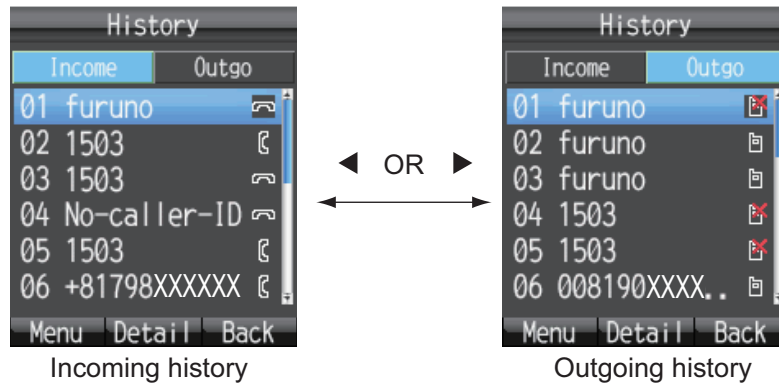 History
Income Outgo
01 furuno
02 1503
03 1503
04 No-caller-ID
05 1503
06 +81798XXXXXX
Menu Detail Back
Incoming history
◀ OR ▶
History
Income Outgo
01 furuno
02 furuno
03 furuno
04 1503
05 1503
06 008190XXXX..
Menu Detail Back
Outgoing history